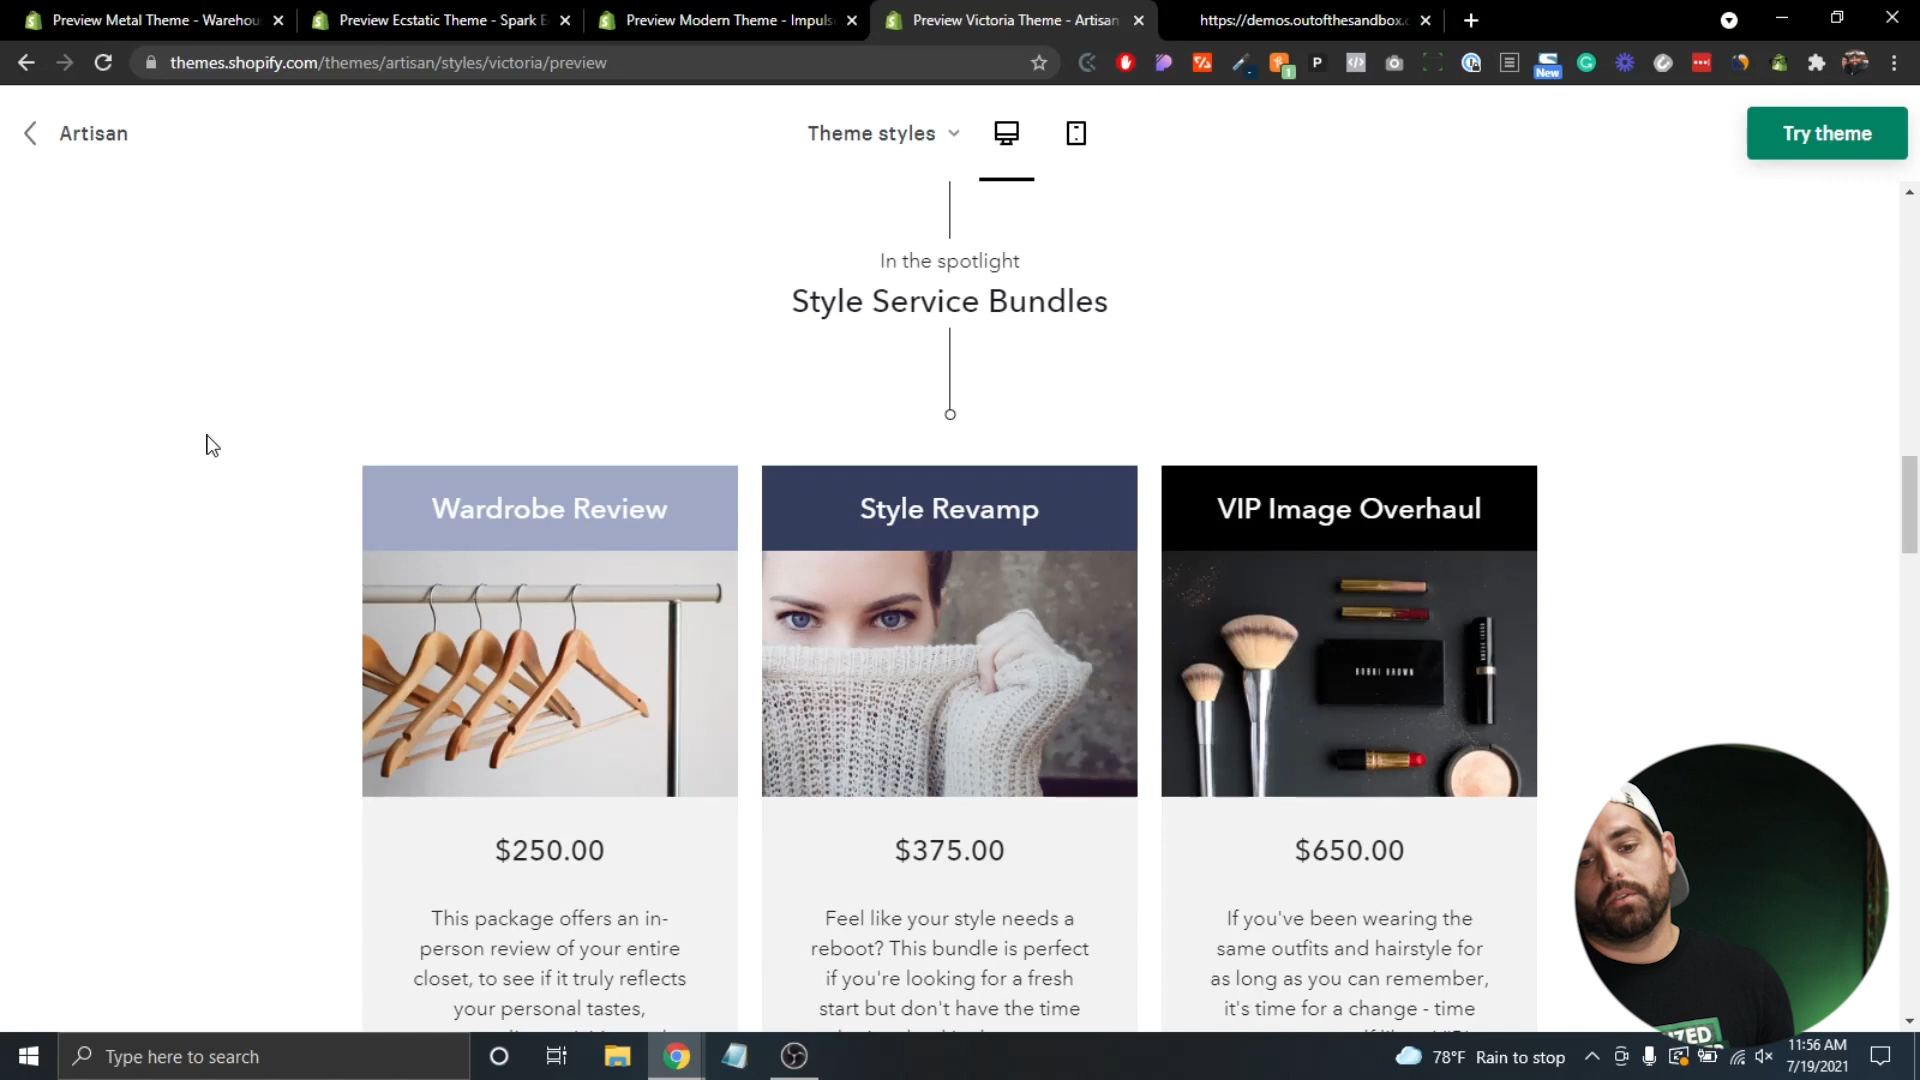 Preview Metal Theme - Warehou
Preview Ecstatic Theme - Spark E
Preview Modern Theme - Impuls
Preview Victoria Theme - Artisan
https://demos.outofthesandbox.c
themes.shopify.com/themes/artisan/styles/victoria/preview
1
P
New
Artisan
Theme styles
Try theme
In the spotlight
Style Service Bundles
Wardrobe Review
Style Revamp
VIP Image Overhaul
BOBBI BROWN
$250.00
$375.00
$650.00
This package offers an in-
person review of your entire
closet, to see if it truly reflects
your personal tastes,
Feel like your style needs a
reboot? This bundle is perfect
if you're looking for a fresh
start but don't have the time
If you've been wearing the
same outfits and hairstyle for
as long as you can remember,
it's time for a change - time
Type here to search
78°F Rain to stop
11:56 AM
7/19/2021